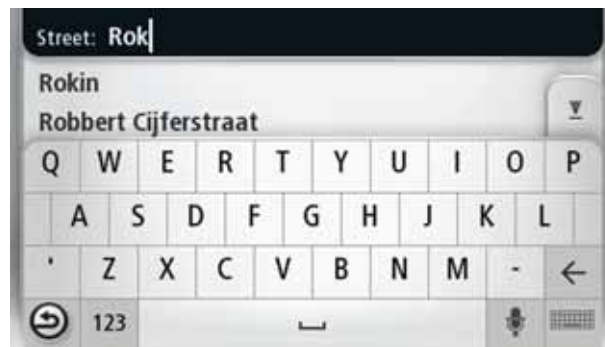 Street: Rok
Rokin
Robbert Cijferstraat
Q W E R T Y U I O P
A S D F G H J K L
' Z X C V B N M - ←
123